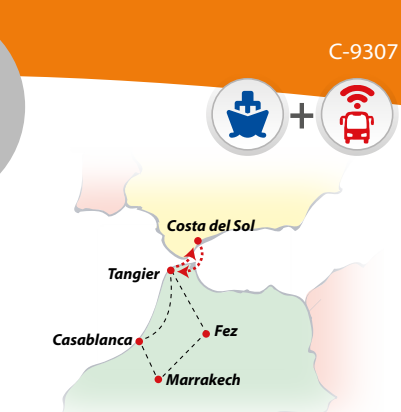 C-9307
Costa del Sol
Tangier
Casablanca
Fez
Marrakech